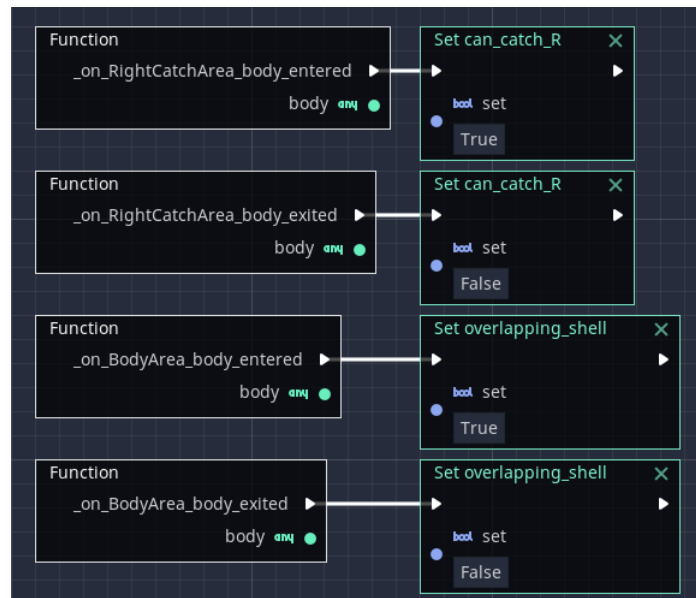 Function
_on_RightCatchArea_body_entered
body any
Set can_catch_R
bool set
True
Function
_on_RightCatchArea_body_exited
body any
Set can_catch_R
bool set
False
Function
_on_BodyArea_body_entered
body any
Set overlapping_shell
bool set
True
Function
_on_BodyArea_body_exited
body any
Set overlapping_shell
bool set
False